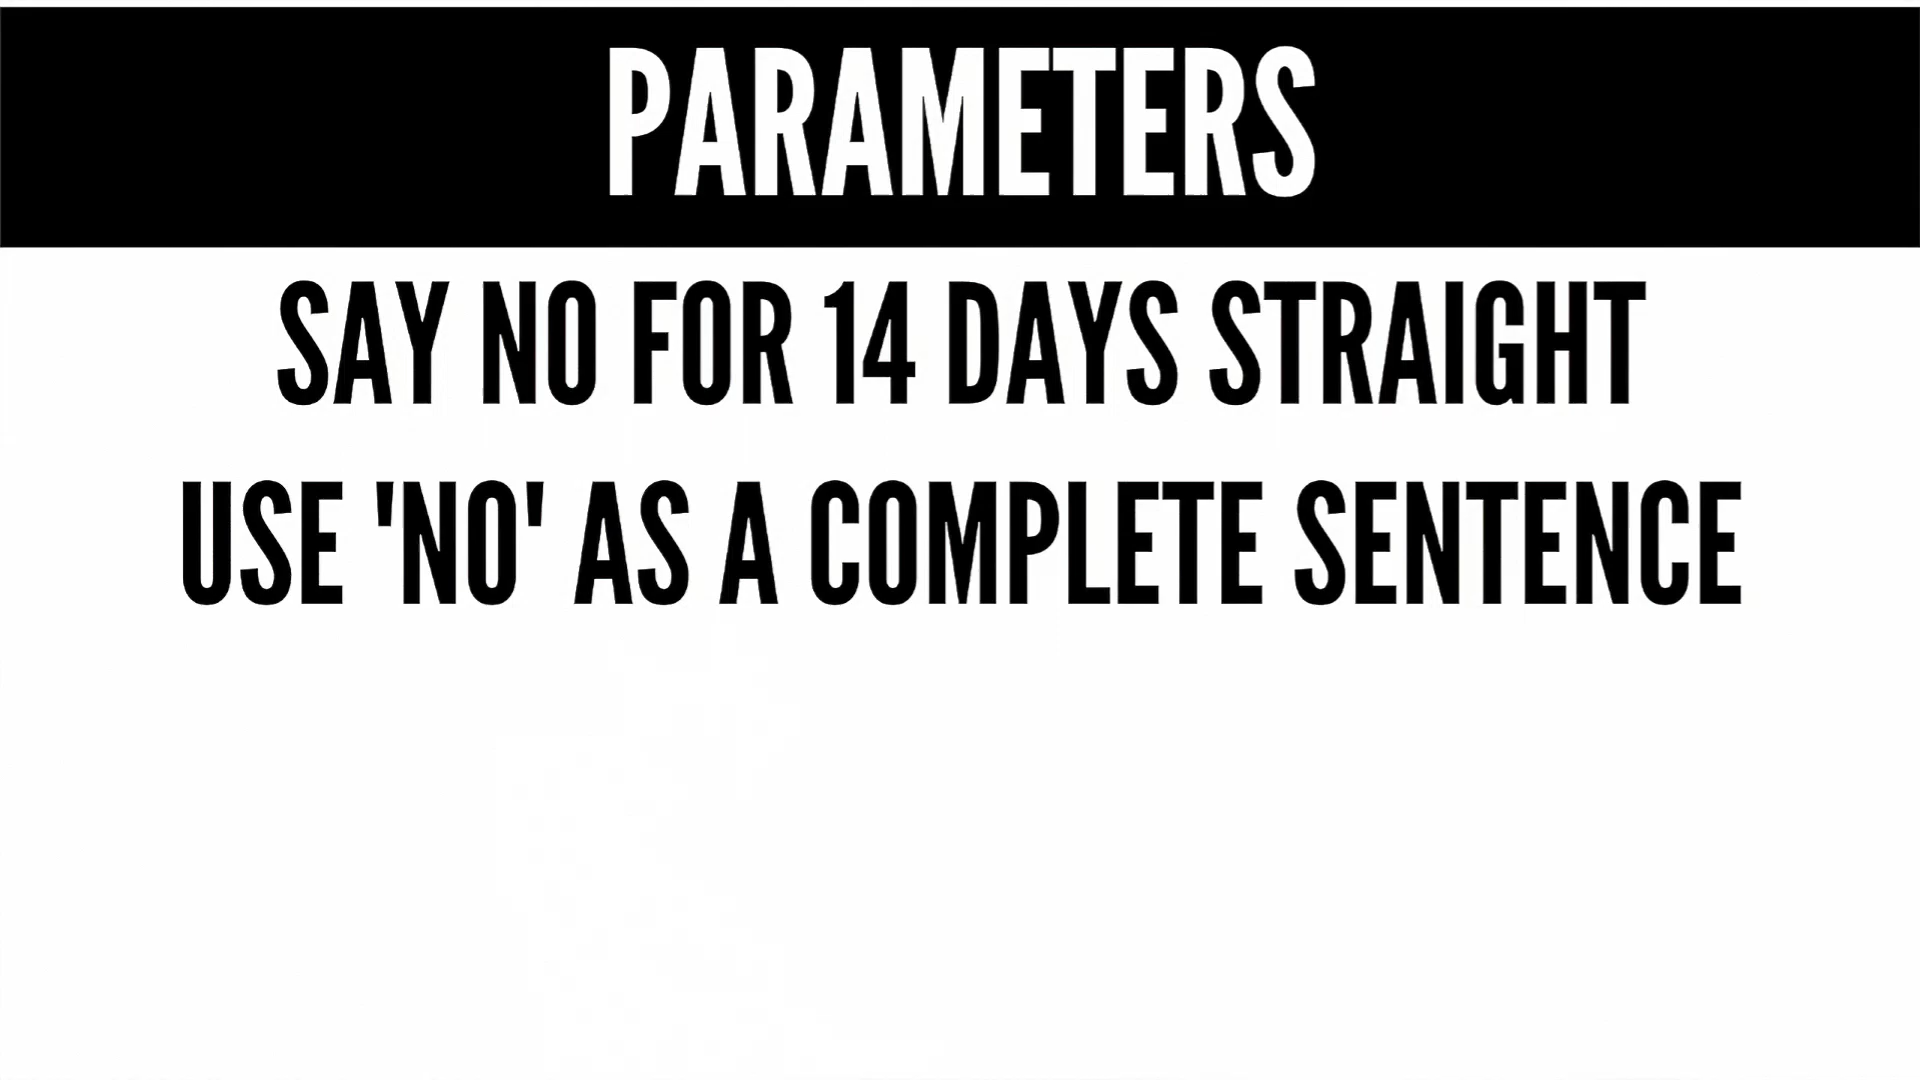 PARAMETERS
SAY NO FOR 14 DAYS STRAIGHT
USE 'NO' AS A COMPLETE SENTENCE